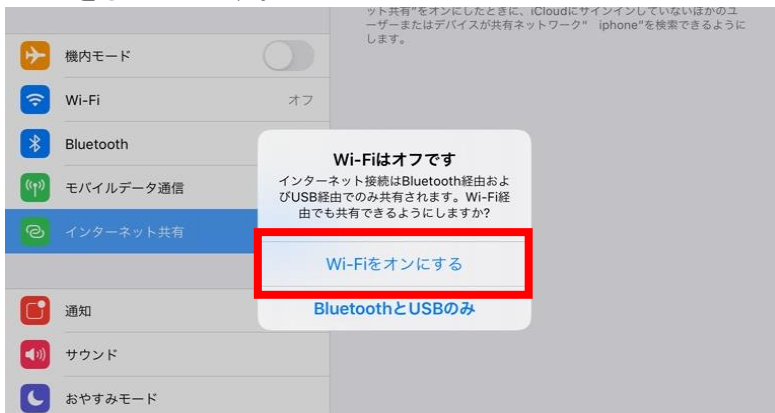 ット共有"をオンにしたときに、iCloudにサインインしていないほかのユ
ーザーまたはデバイスが共有ネットワーク" iphone"を検索できるように
します。
機内モード
Wi-Fi オフ
Bluetooth
モバイルデータ通信
インターネット共有
通知
サウンド
おやすみモード
Wi-Fiはオフです
インターネット接続はBluetooth経由およ
びUSB経由でのみ共有されます。Wi-Fi経
由でも共有できるようにしますか?
Wi-Fiをオンにする
BluetoothとUSBのみ